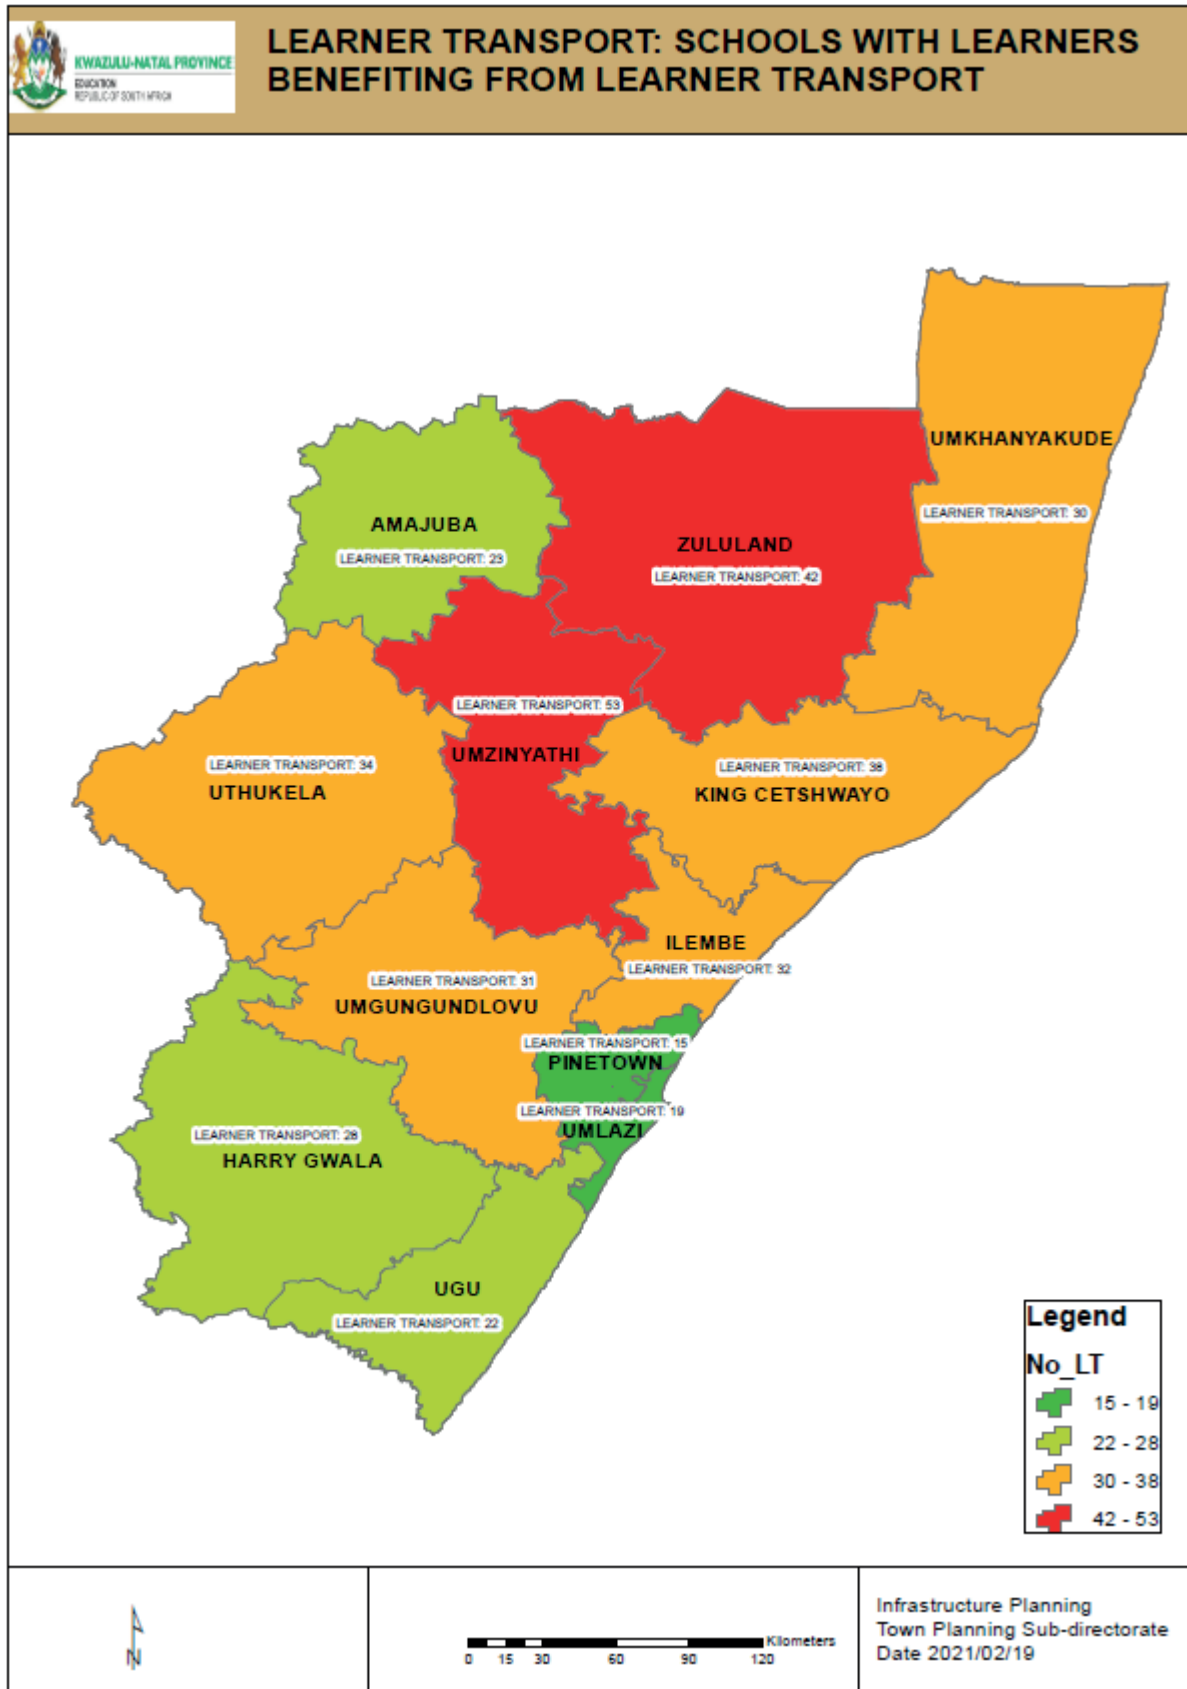 KWAZULU-NATAL PROVINCE
EDUCATION
REPUBLIC OF SOUTH AFRICA
LEARNER TRANSPORT: SCHOOLS WITH LEARNERS
BENEFITING FROM LEARNER TRANSPORT
UMKHANYAKUDE
LEARNER TRANSPORT: 30
AMAJUBA
LEARNER TRANSPORT: 23
ZULULAND
LEARNER TRANSPORT: 42
LEARNER TRANSPORT: 53
UMZINYATHI
LEARNER TRANSPORT: 34
UTHUKELA
LEARNER TRANSPORT: 38
KING CETSHWAYO
ILEMBE
LEARNER TRANSPORT: 32
LEARNER TRANSPORT: 31
UMGUNGUNDLOVU
LEARNER TRANSPORT: 15
PINETOWN
LEARNER TRANSPORT: 19
UMLAZI
LEARNER TRANSPORT: 28
HARRY GWALA
UGU
LEARNER TRANSPORT: 22
Legend
No_LT
15 - 19
22 - 28
30 - 38
42 - 53
N
Kilometers
0 15 30 60 90 120
Infrastructure Planning
Town Planning Sub-directorate
Date 2021/02/19